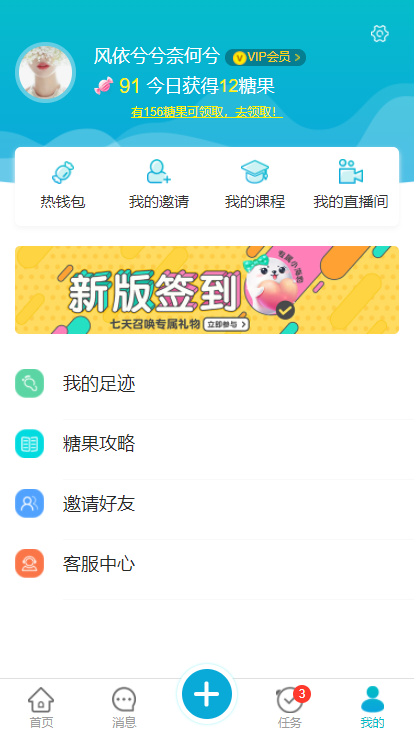 风依兮兮奈何兮 VIP会员 >
91 今日获得12糖果
有156糖果可领取，去领取！
热钱包 我的邀请 我的课程 我的直播间
新版签到
七天召唤专属礼物 立即参与 >
我的足迹
糖果攻略
邀请好友
客服中心
3
首页 消息 任务 我的